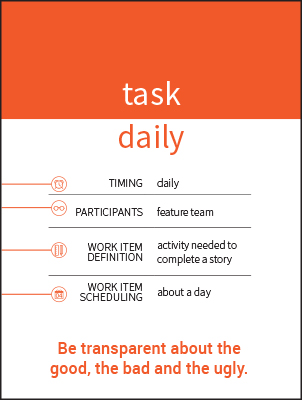 task
daily
TIMING daily
PARTICIPANTS feature team
WORK ITEM DEFINITION activity needed to complete a story
WORK ITEM SCHEDULING about a day
Be transparent about the
good, the bad and the ugly.